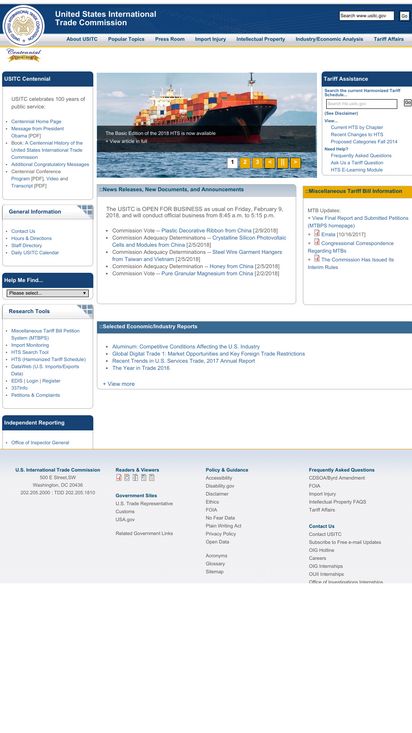 United States International
Trade Commission
Search www.usitc.gov
Go
About USITC Popular Topics Press Room Import Injury Intellectual Property Industry/Economic Analysis Tariff Affairs
Centennial
USITC Centennial
USITC celebrates 100 years of
public service:
Centennial Home Page
Message from President
Obama [PDF]
Book: A Centennial History of the
United States International Trade
Commission
Additional Congratulatory Messages
Centennial Conference
Program [PDF], Video and
Transcript [PDF]
General Information
Contact Us
Hours & Directions
Staff Directory
Daily USITC Calendar
Help Me Find...
Please select...
Research Tools
Miscellaneous Tariff Bill Petition
System (MTBPS)
Import Monitoring
HTS Search Tool
HTS (Harmonized Tariff Schedule)
DataWeb (U.S. Imports/Exports
Data)
EDIS | Login | Register
337Info
Petitions & Complaints
Independent Reporting
Office of Inspector General
The Basic Edition of the 2018 HTS is now available
+ View article in full
1 2 3 < || >
::News Releases, New Documents, and Announcements
The USITC is OPEN FOR BUSINESS as usual on Friday, February 9,
2018, and will conduct official business from 8:45 a.m. to 5:15 p.m.
Commission Vote -- Plastic Decorative Ribbon from China [2/9/2018]
Commission Adequacy Determinations -- Crystalline Silicon Photovoltaic
Cells and Modules from China [2/5/2018]
Commission Adequacy Determinations -- Steel Wire Garment Hangers
from Taiwan and Vietnam [2/5/2018]
Commission Adequacy Determination -- Honey from China [2/5/2018]
Commission Vote -- Pure Granular Magnesium from China [2/2/2018]
::Selected Economic/Industry Reports
Aluminum: Competitive Conditions Affecting the U.S. Industry
Global Digital Trade 1: Market Opportunities and Key Foreign Trade Restrictions
Recent Trends in U.S. Services Trade, 2017 Annual Report
The Year in Trade 2016
+ View more
Tariff Assistance
Search the current Harmonized Tariff
Schedule...
Search hts.usitc.gov
Go
(See Disclaimer)
View...
Current HTS by Chapter
Recent Changes to HTS
Proposed Categories Fall 2014
Need Help?
Frequently Asked Questions
Ask Us a Tariff Question
HTS E-Learning Module
::Miscellaneous Tariff Bill Information
MTB Updates:
+ View Final Report and Submitted Petitions
(MTBPS homepage)
Errata [10/16/2017]
Congressional Correspondence
Regarding MTBs
The Commission Has Issued Its
Interim Rules
U.S. International Trade Commission
500 E Street,SW
Washington, DC 20436
202.205.2000 : TDD 202.205.1810
Readers & Viewers
Government Sites
U.S. Trade Representative
Customs
USA.gov
Related Government Links
Policy & Guidance
Accessibility
Disability.gov
Disclaimer
Ethics
FOIA
No Fear Data
Plain Writing Act
Privacy Policy
Open Data
Acronyms
Glossary
Sitemap
Frequently Asked Questions
CDSOA/Byrd Amendment
FOIA
Import Injury
Intellectual Property FAQS
Tariff Affairs
Contact Us
Contact USITC
Subscribe to Free e-mail Updates
OIG Hotline
Careers
OIG Internships
OUII Internships
Office of Investigations Internships